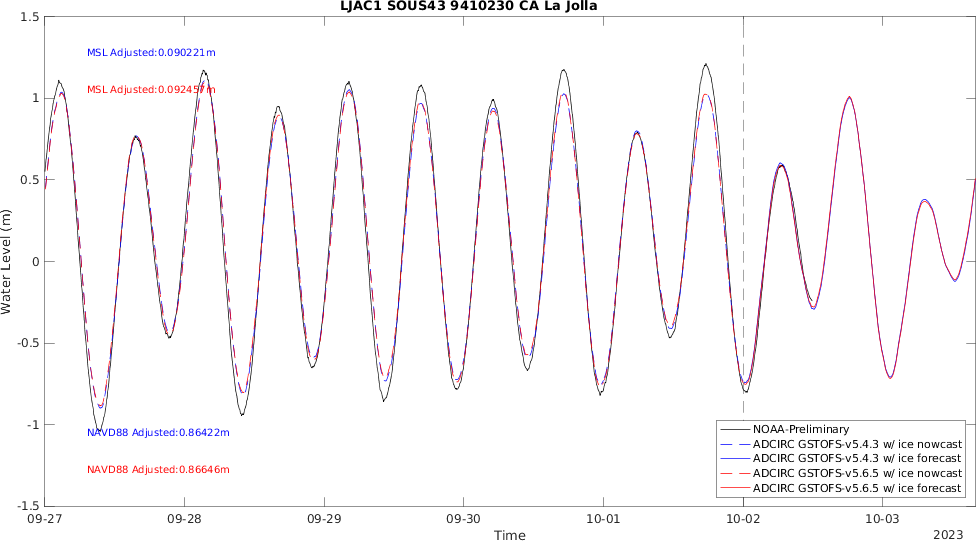 LJAC1 SOUS43 9410230 CA La Jolla
1.5
1
0.5
0
-0.5
-1
-1.5
Water Level (m)
MSL Adjusted:0.090221m
MSL Adjusted:0.092457m
NAVD88 Adjusted:0.86422m
NAVD88 Adjusted:0.86646m
NOAA-Preliminary
ADCIRC GSTOFS-v5.4.3 w/ ice nowcast
ADCIRC GSTOFS-v5.4.3 w/ ice forecast
ADCIRC GSTOFS-v5.6.5 w/ ice nowcast
ADCIRC GSTOFS-v5.6.5 w/ ice forecast
09-27 09-28 09-29 09-30 10-01 10-02 10-03
Time
2023